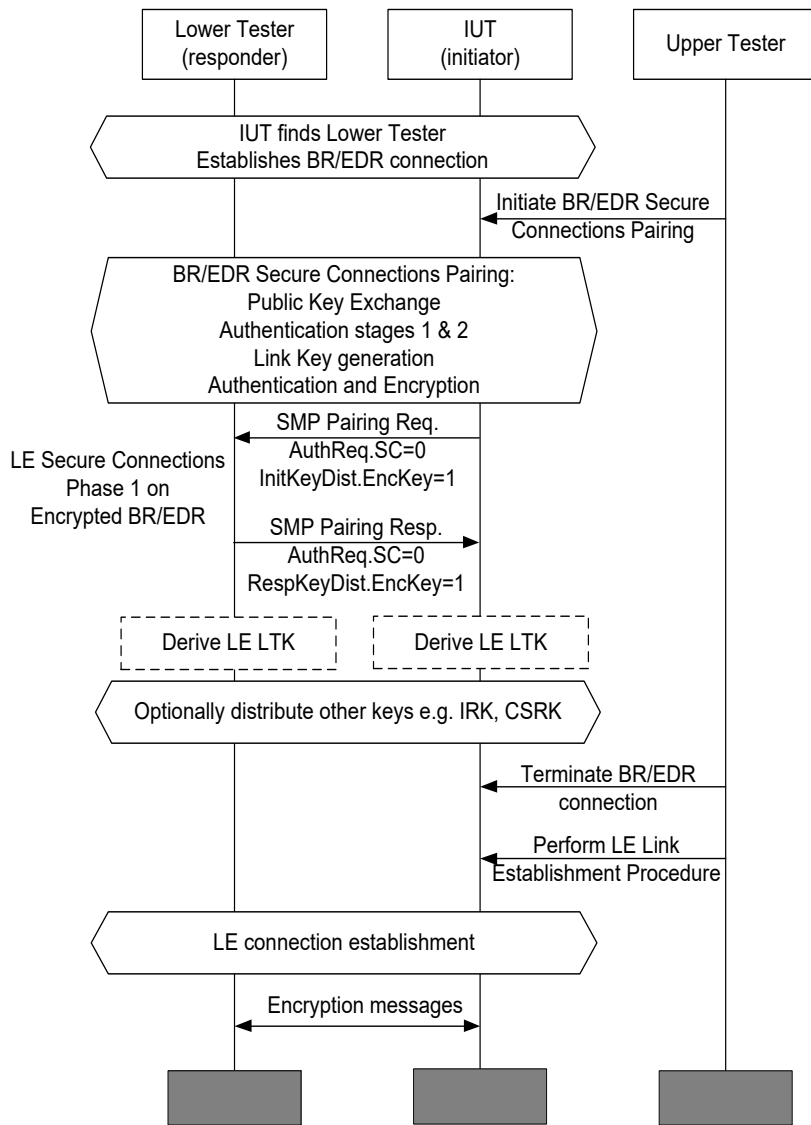 Lower Tester
(responder)
IUT
(initiator)
Upper Tester
IUT finds Lower Tester
Establishes BR/EDR connection
Initiate BR/EDR Secure
Connections Pairing
BR/EDR Secure Connections Pairing:
Public Key Exchange
Authentication stages 1 & 2
Link Key generation
Authentication and Encryption
SMP Pairing Req.
AuthReq.SC=0
InitKeyDist.EncKey=1
LE Secure Connections
Phase 1 on
Encrypted BR/EDR
SMP Pairing Resp.
AuthReq.SC=0
RespKeyDist.EncKey=1
Derive LE LTK
Derive LE LTK
Optionally distribute other keys e.g. IRK, CSRK
Terminate BR/EDR
connection
Perform LE Link
Establishment Procedure
LE connection establishment
Encryption messages